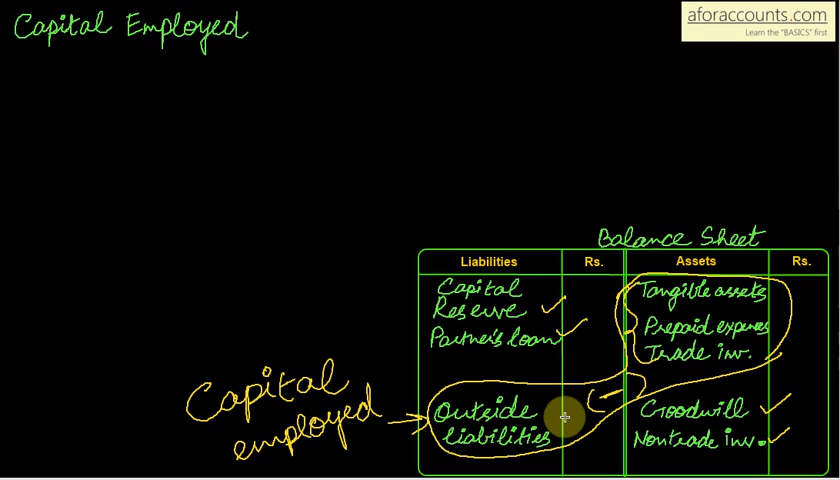 Capital Employed
aforaccounts.com
Learn the "BASICS" first
Balance Sheet
Liabilities Rs. Assets Rs.
Capital
Reserve
Partner's loan
Tangible assets
Prepaid expenses
Trade inv.
Capital
employed
Outside
liabilities
Goodwill
Nontrade inv.